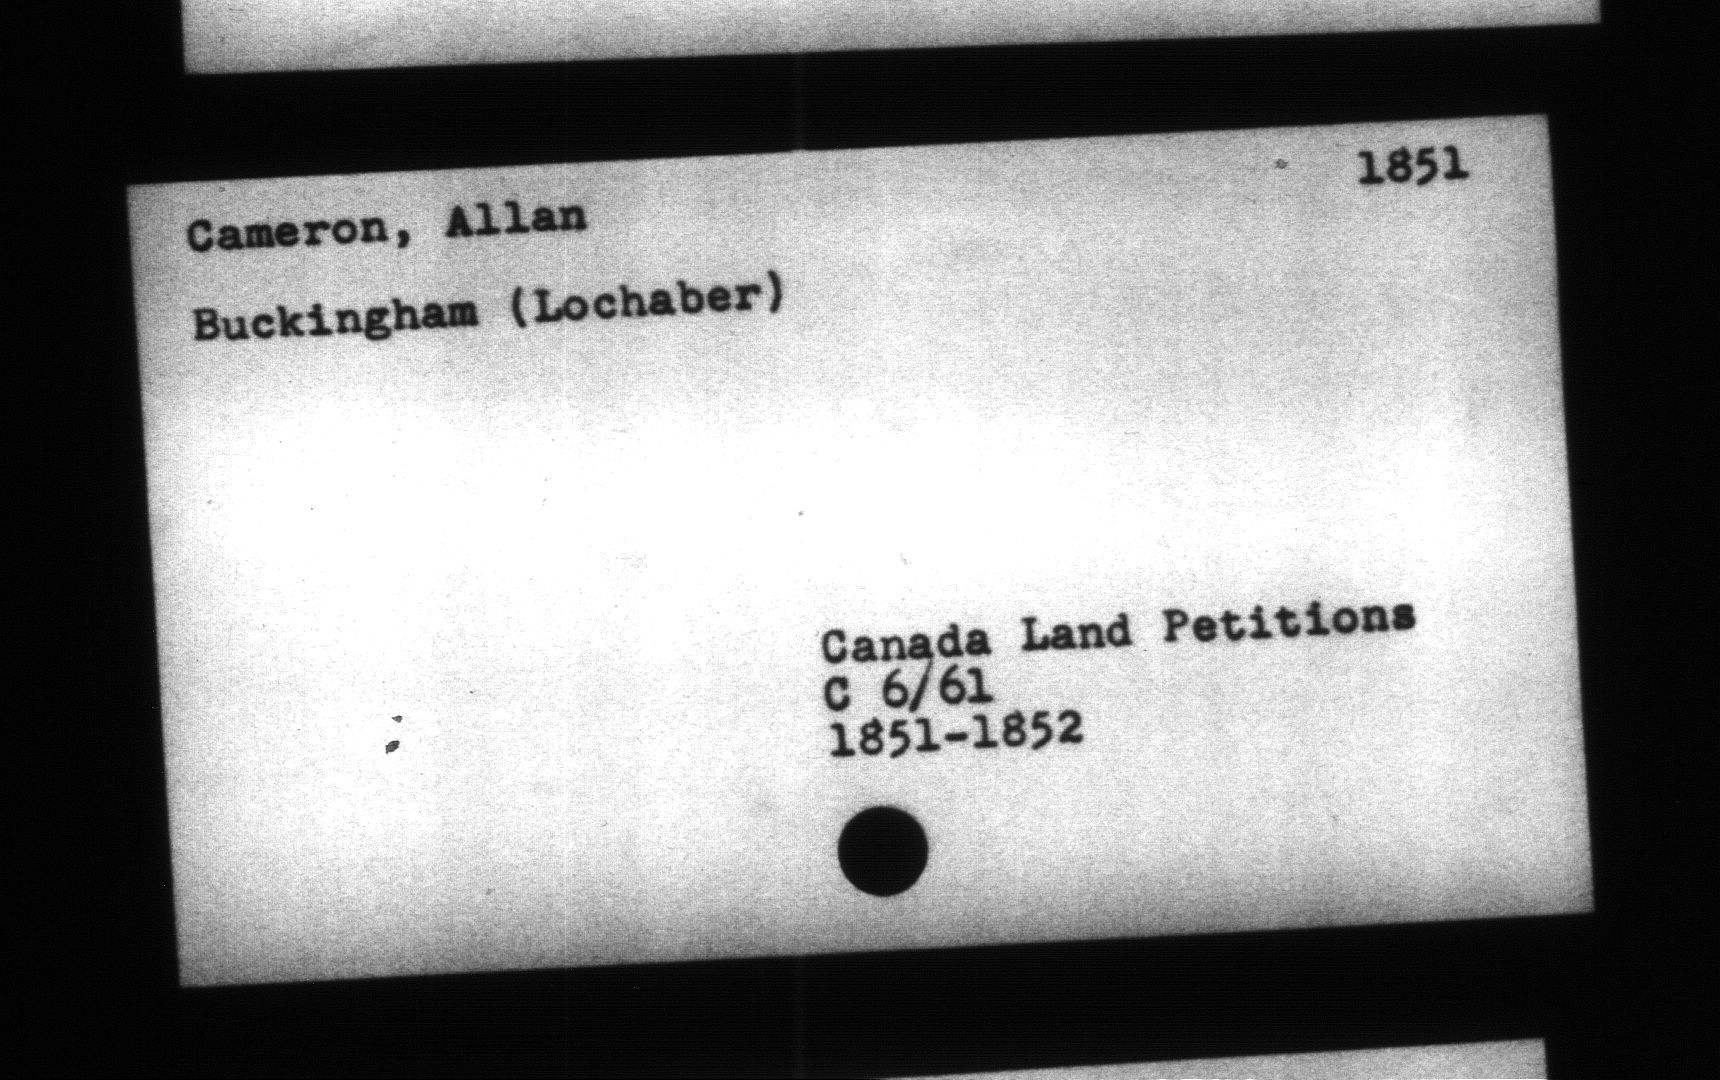 1851
Cameron, Allan
Buckingham (Lochaber)
Canada Land Petitions
C 6/61
1851-1852